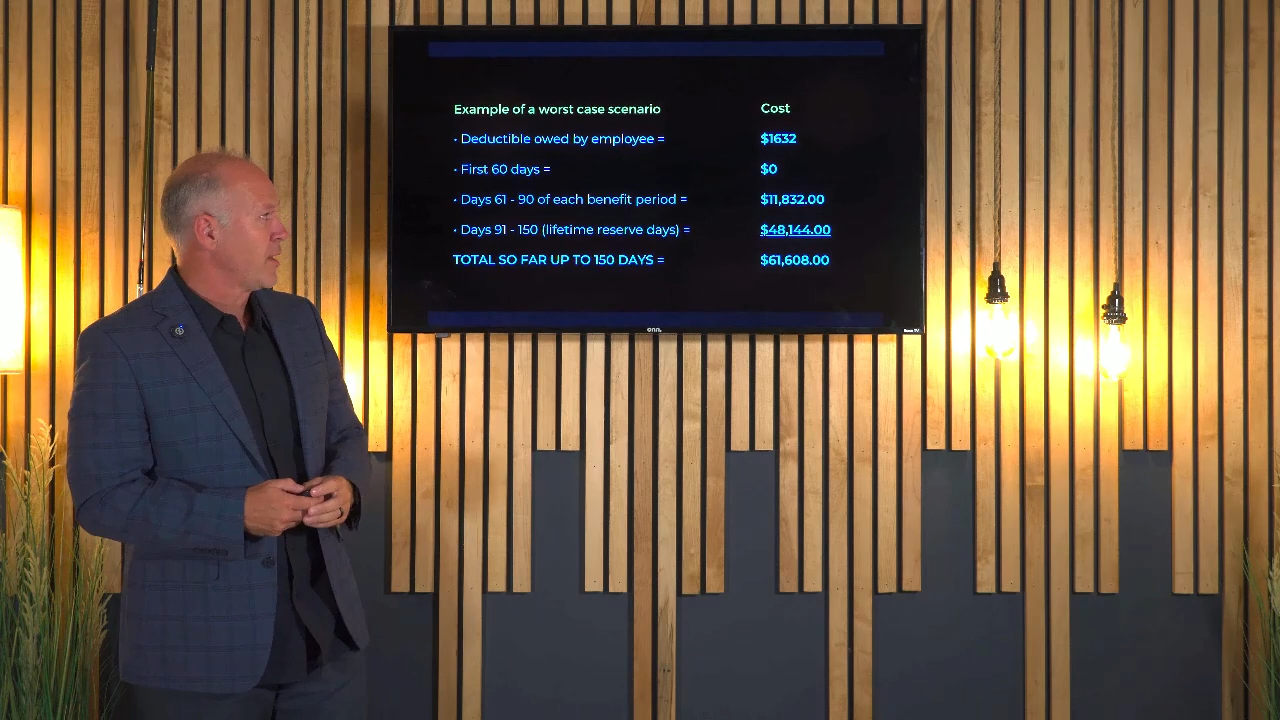 Example of a worst case scenario Cost
• Deductible owed by employee = $1632
• First 60 days = $0
• Days 61 - 90 of each benefit period = $11,832.00
• Days 91 - 150 (lifetime reserve days) = $48,144.00
TOTAL SO FAR UP TO 150 DAYS = $61,608.00
onn.